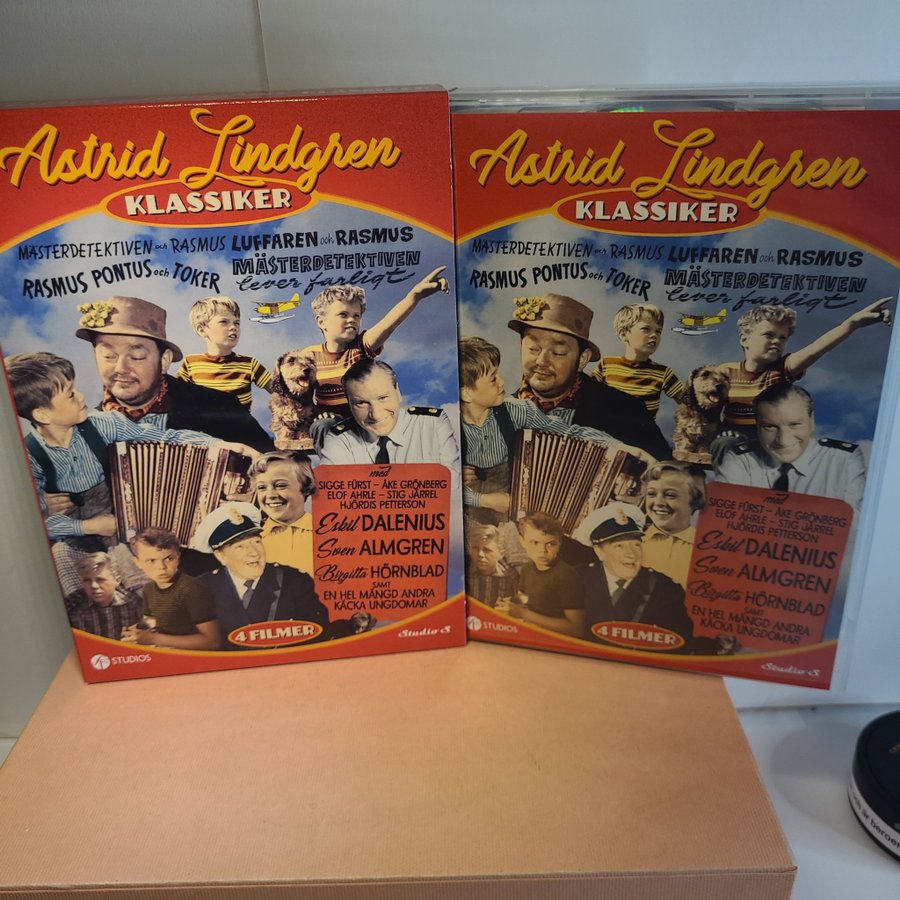 Astrid Lindgren
KLASSIKER
MÄSTERDETEKTIVEN och RASMUS LUFFAREN och RASMUS
RASMUS PONTUS och TOKER MÄSTERDETEKTIVEN
lever farligt
med
SIGGE FÜRST – ÅKE GRÖNBERG
ELOF AHRLE – STIG JÄRREL
HJÖRDIS PETTERSON
Eskil DALENIUS
Sven ALMGREN
Birgitta HÖRNBLAD
SAMT
EN HEL MÄNGD ANDRA
KÄCKA UNGDOMAR
4 FILMER
STUDIOS
Studio S
Astrid Lindgren
KLASSIKER
MÄSTERDETEKTIVEN och RASMUS LUFFAREN och RASMUS
RASMUS PONTUS och TOKER MÄSTERDETEKTIVEN
lever farligt
med
SIGGE FÜRST – ÅKE GRÖNBERG
ELOF AHRLE – STIG JÄRREL
HJÖRDIS PETTERSON
Eskil DALENIUS
Sven ALMGREN
Birgitta HÖRNBLAD
SAMT
EN HEL MÄNGD ANDRA
KÄCKA UNGDOMAR
4 FILMER
STUDIOS
Studio S
är beroen